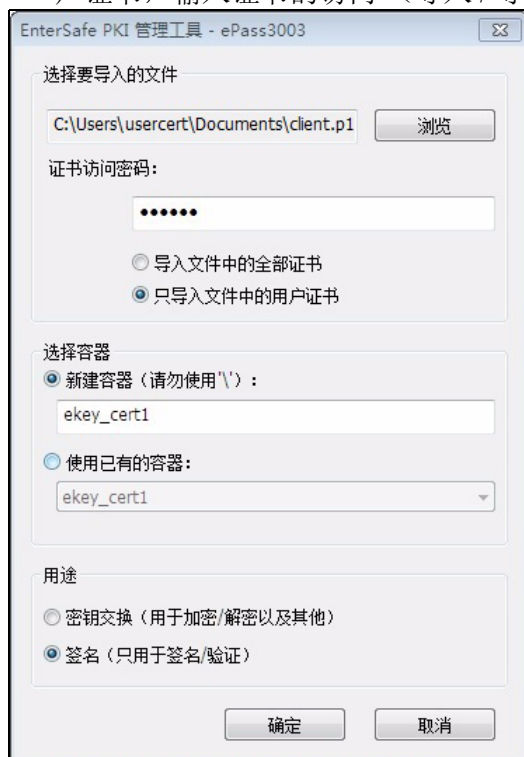 EnterSafe PKI 管理工具 - ePass3003
选择要导入的文件
C:\Users\usercert\Documents\client.p1
浏览
证书访问密码:
••••••
导入文件中的全部证书
只导入文件中的用户证书
选择容器
新建容器（请勿使用'\'）:
ekey_cert1
使用已有的容器:
ekey_cert1
用途
密钥交换（用于加密/解密以及其他）
签名（只用于签名/验证）
确定
取消